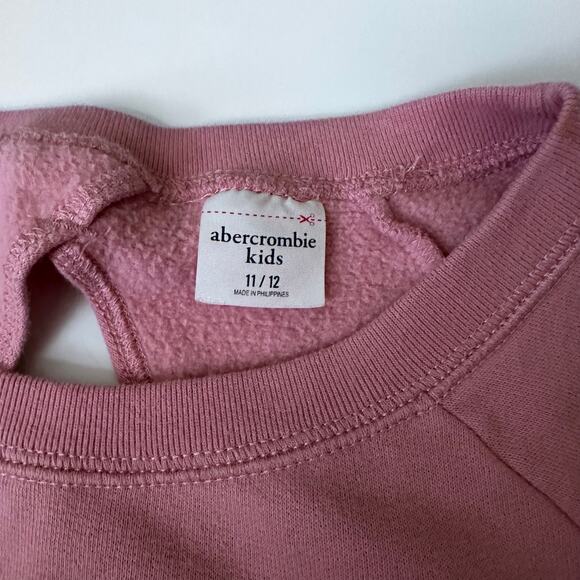 abercrombie
kids
11 / 12
MADE IN PHILIPPINES